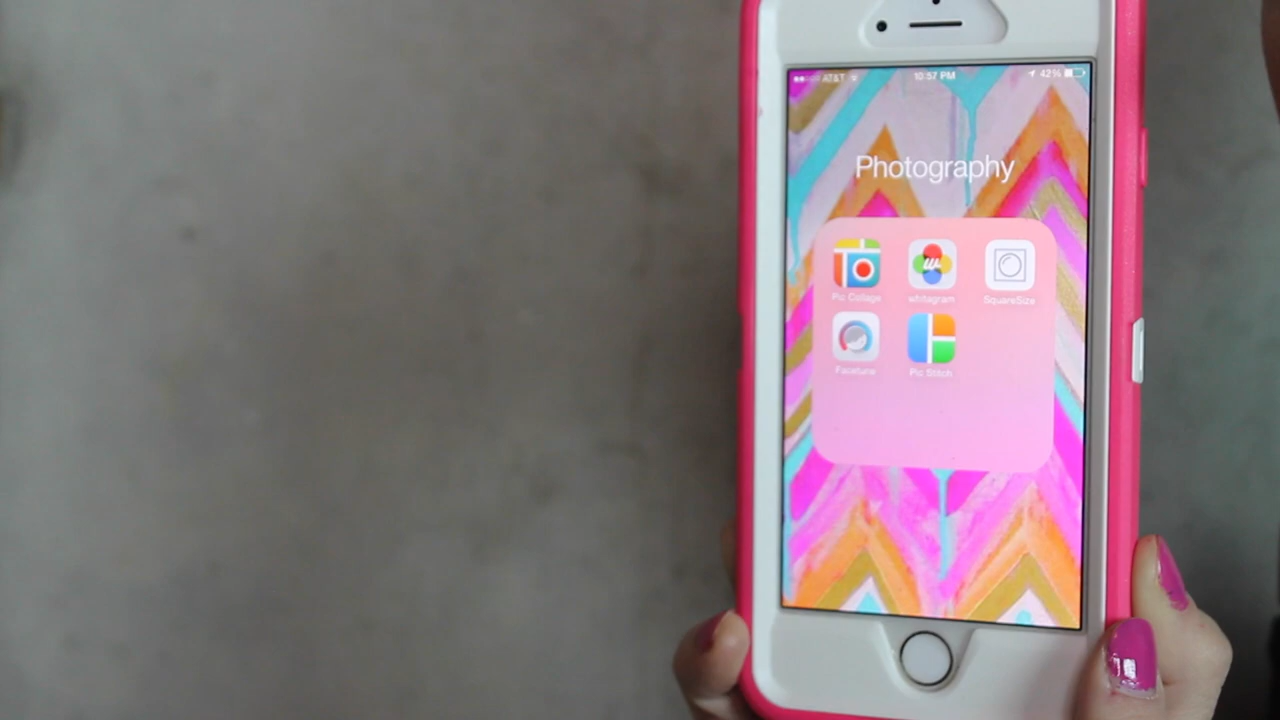 AT&T 10:57 PM 42%
Photography
Pic Collage whitagram SquareSize
Facetune Pic Stitch